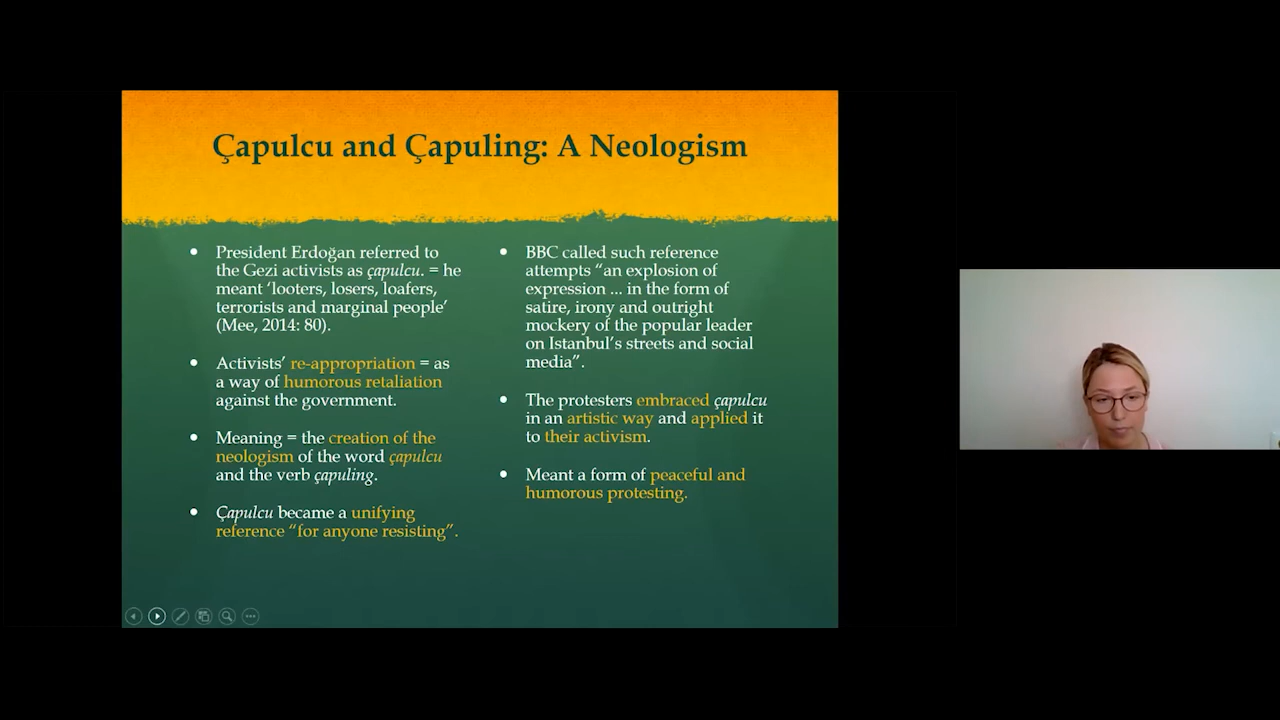 Çapulcu and Çapuling: A Neologism
President Erdoğan referred to
the Gezi activists as çapulcu. = he
meant ‘looters, losers, loafers,
terrorists and marginal people’
(Mee, 2014: 80).
Activists’ re-appropriation = as
a way of humorous retaliation
against the government.
Meaning = the creation of the
neologism of the word çapulcu
and the verb çapuling.
Çapulcu became a unifying
reference “for anyone resisting”.
BBC called such reference
attempts “an explosion of
expression ... in the form of
satire, irony and outright
mockery of the popular leader
on Istanbul’s streets and social
media”.
The protesters embraced çapulcu
in an artistic way and applied it
to their activism.
Meant a form of peaceful and
humorous protesting.